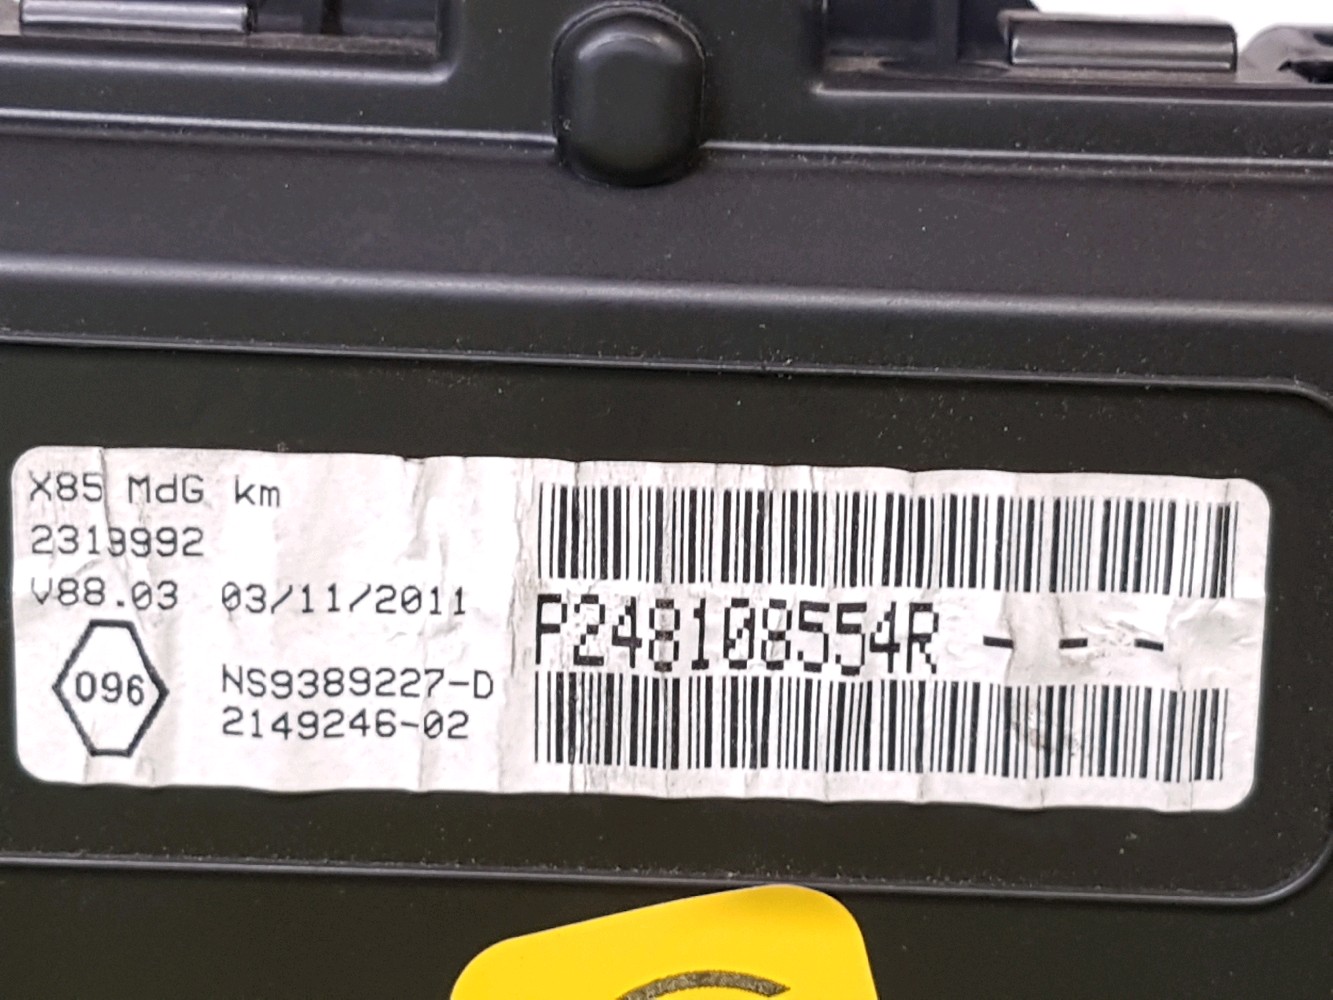 X85 MdG km
2319992
V88.03 03/11/2011
096
NS9389227-D
2149246-02
P248108554R - - -